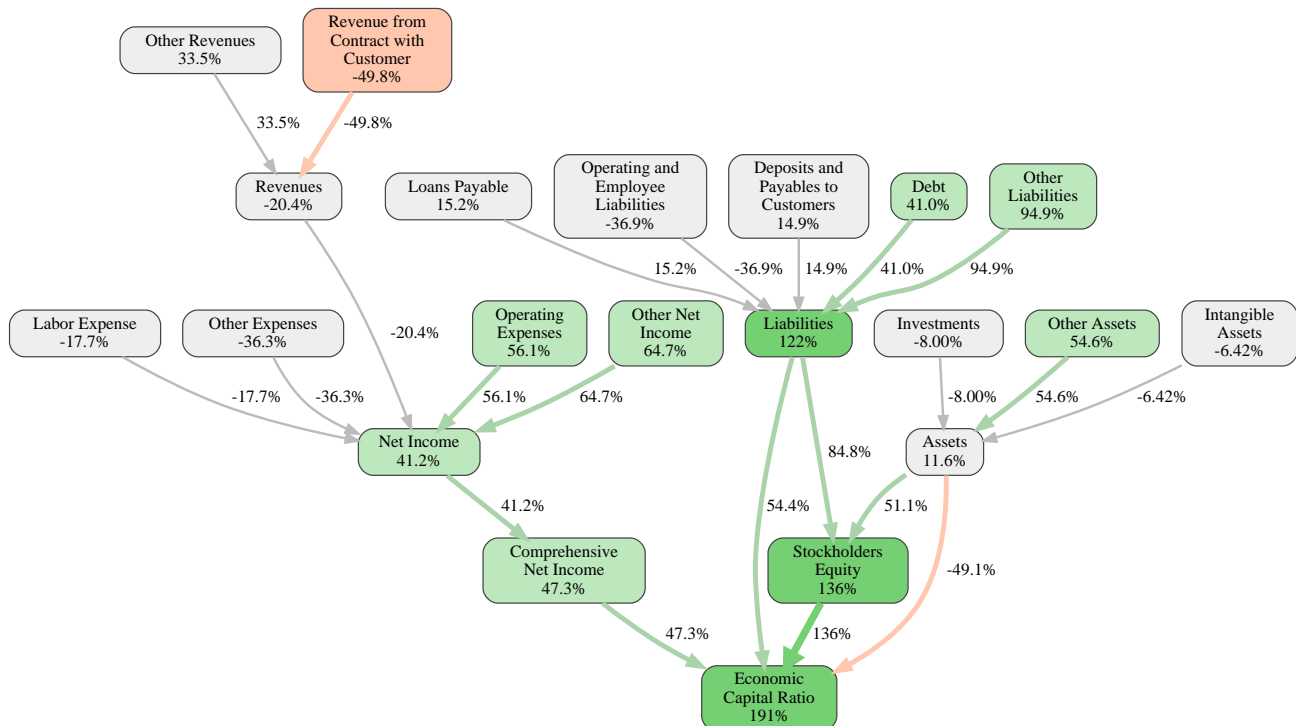 Other Revenues
33.5%
Revenue from
Contract with
Customer
-49.8%
33.5%
-49.8%
Revenues
-20.4%
Loans Payable
15.2%
Operating and
Employee
Liabilities
-36.9%
Deposits and
Payables to
Customers
14.9%
Debt
41.0%
Other
Liabilities
94.9%
15.2%
-36.9%
14.9%
41.0%
94.9%
Labor Expense
-17.7%
Other Expenses
-36.3%
-20.4%
Operating
Expenses
56.1%
Other Net
Income
64.7%
Liabilities
122%
Investments
-8.00%
Other Assets
54.6%
Intangible
Assets
-6.42%
-17.7%
-36.3%
56.1%
64.7%
-8.00%
54.6%
-6.42%
Net Income
41.2%
84.8%
Assets
11.6%
41.2%
54.4%
51.1%
Comprehensive
Net Income
47.3%
Stockholders
Equity
136%
-49.1%
47.3%
136%
Economic
Capital Ratio
191%